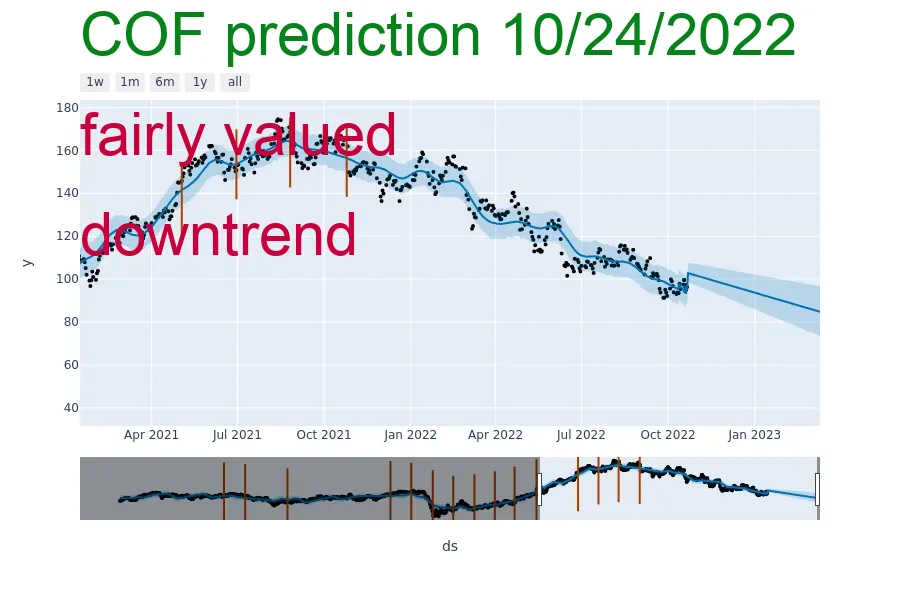 COF prediction 10/24/2022
1w 1m 6m 1y all
180
fairly valued
160
140
downtrend
120
y
100
80
60
40
Apr 2021 Jul 2021 Oct 2021 Jan 2022 Apr 2022 Jul 2022 Oct 2022 Jan 2023
ds